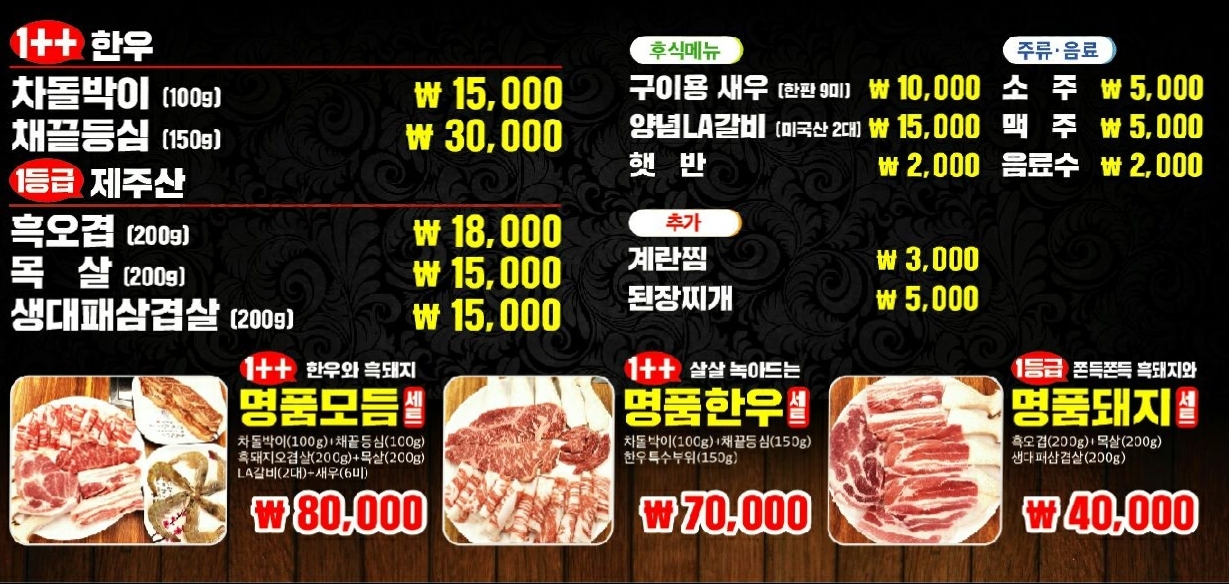 1++ 한우
차돌박이 (100g) ₩ 15,000
채끝등심 (150g) ₩ 30,000
1등급 제주산
흑오겹 (200g) ₩ 18,000
목 살 (200g) ₩ 15,000
생대패삼겹살 (200g) ₩ 15,000
후식메뉴
구이용 새우 (한판 9미) ₩ 10,000
양념LA갈비 (미국산 2대) ₩ 15,000
햇 반 ₩ 2,000
추가
계란찜 ₩ 3,000
된장찌개 ₩ 5,000
주류·음료
소 주 ₩ 5,000
맥 주 ₩ 5,000
음료수 ₩ 2,000
1++ 한우와 흑돼지
명품모듬 세트
차돌박이(100g)+채끝등심(100g)
흑돼지오겹살(200g)+목살(200g)
LA갈비(2대)+새우(6미)
₩ 80,000
1++ 살살 녹아드는
명품한우 세트
차돌박이(100g)+채끝등심(150g)
한우특수부위(150g)
₩ 70,000
1등급 쫀득쫀득 흑돼지와
명품돼지 세트
흑오겹(200g)+목살(200g)
생대패삼겹살(200g)
₩ 40,000